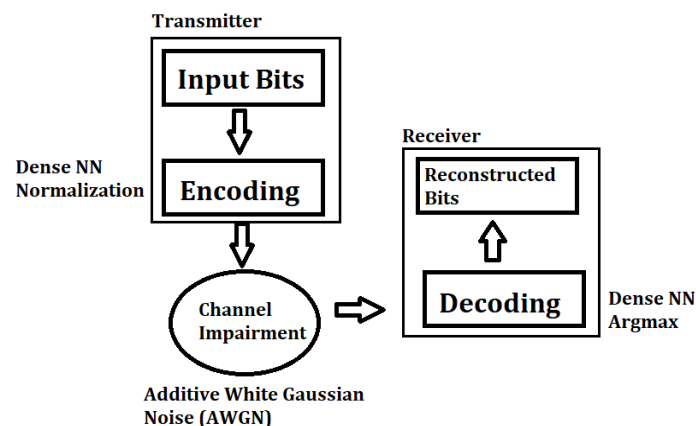 Transmitter
Input Bits
Dense NN
Normalization
Encoding
Channel
Impairment
Additive White Gaussian
Noise (AWGN)
Receiver
Reconstructed
Bits
Decoding
Dense NN
Argmax